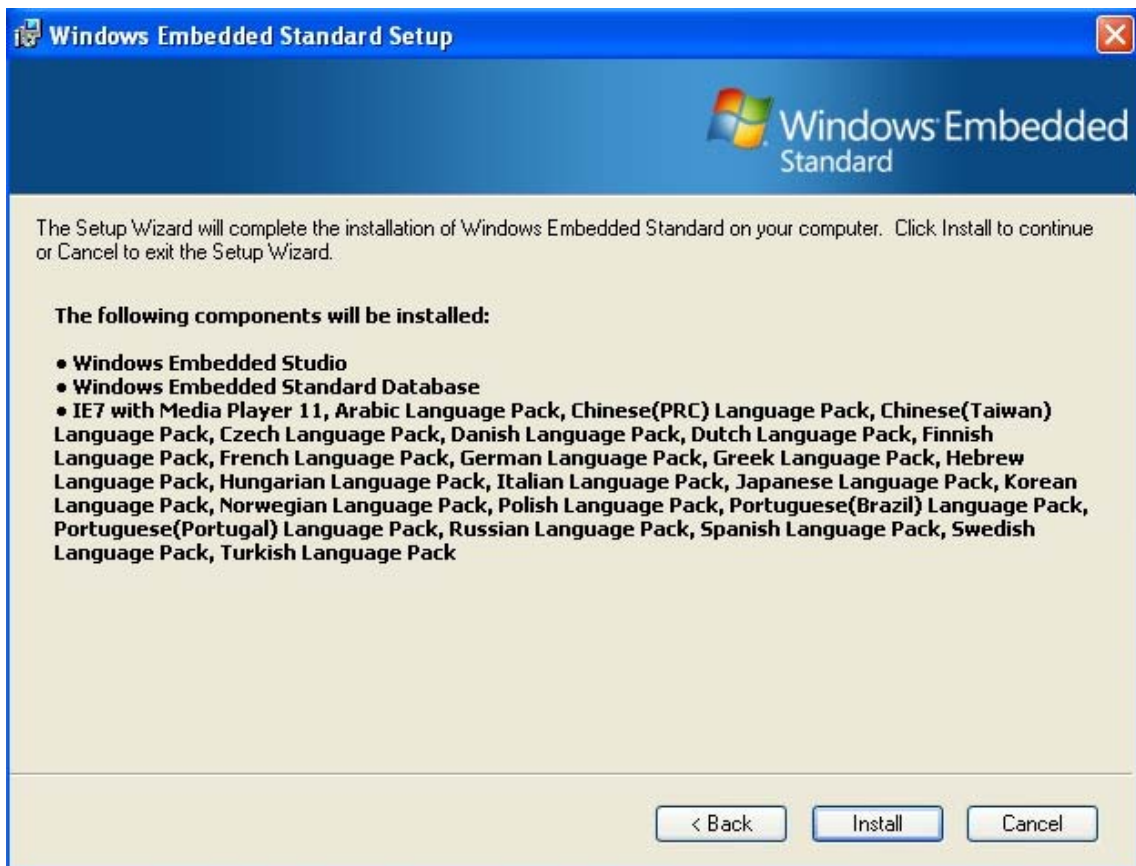 Windows Embedded Standard Setup
Windows Embedded
Standard
The Setup Wizard will complete the installation of Windows Embedded Standard on your computer. Click Install to continue
or Cancel to exit the Setup Wizard.
The following components will be installed:
• Windows Embedded Studio
• Windows Embedded Standard Database
• IE7 with Media Player 11, Arabic Language Pack, Chinese(PRC) Language Pack, Chinese(Taiwan)
Language Pack, Czech Language Pack, Danish Language Pack, Dutch Language Pack, Finnish
Language Pack, French Language Pack, German Language Pack, Greek Language Pack, Hebrew
Language Pack, Hungarian Language Pack, Italian Language Pack, Japanese Language Pack, Korean
Language Pack, Norwegian Language Pack, Polish Language Pack, Portuguese(Brazil) Language Pack,
Portuguese(Portugal) Language Pack, Russian Language Pack, Spanish Language Pack, Swedish
Language Pack, Turkish Language Pack
< Back Install Cancel